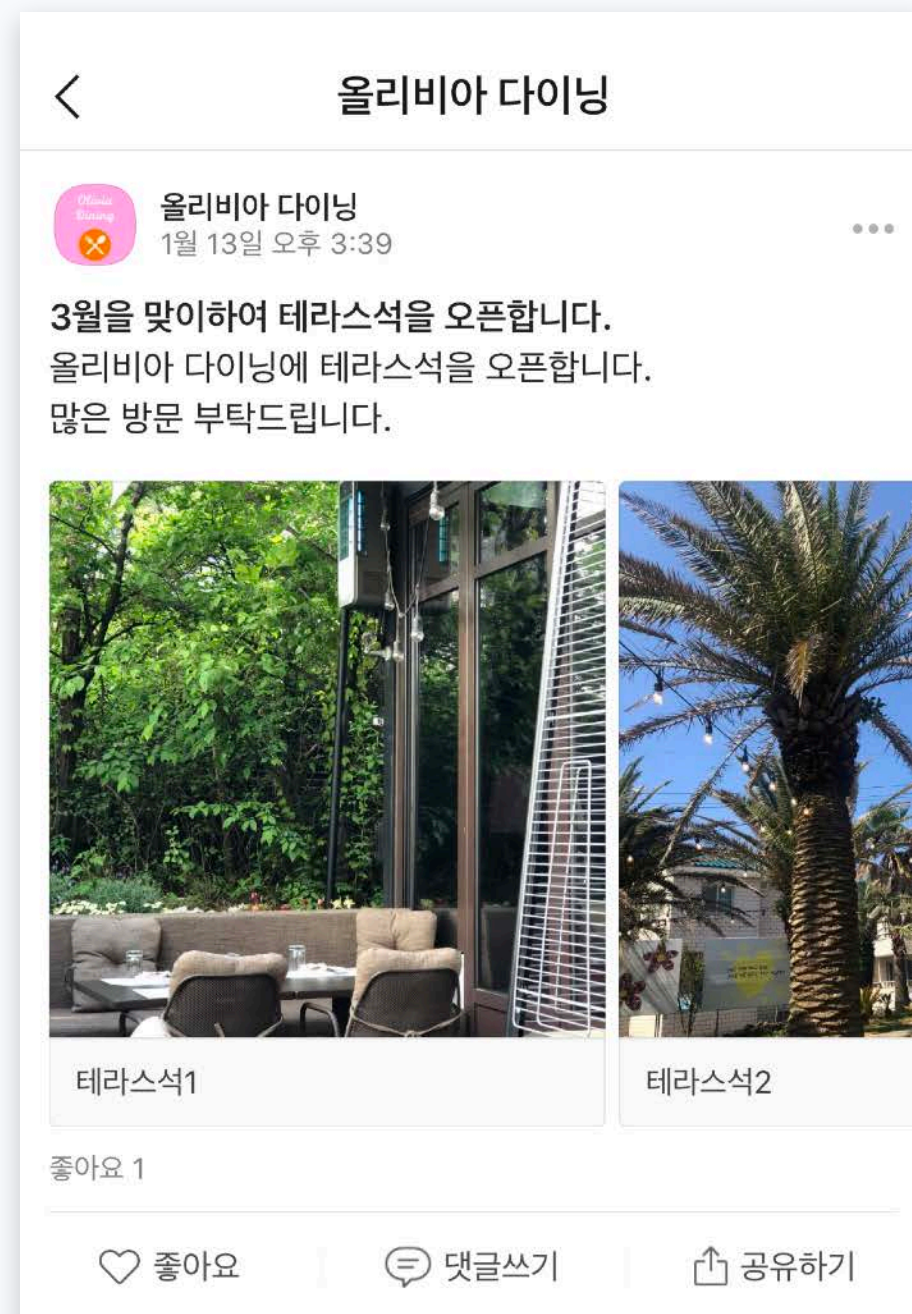 올리비아 다이닝
Olivia
Dining
올리비아 다이닝
1월 13일 오후 3:39
3월을 맞이하여 테라스석을 오픈합니다.
올리비아 다이닝에 테라스석을 오픈합니다.
많은 방문 부탁드립니다.
테라스석1
테라스석2
좋아요 1
좋아요
댓글쓰기
공유하기